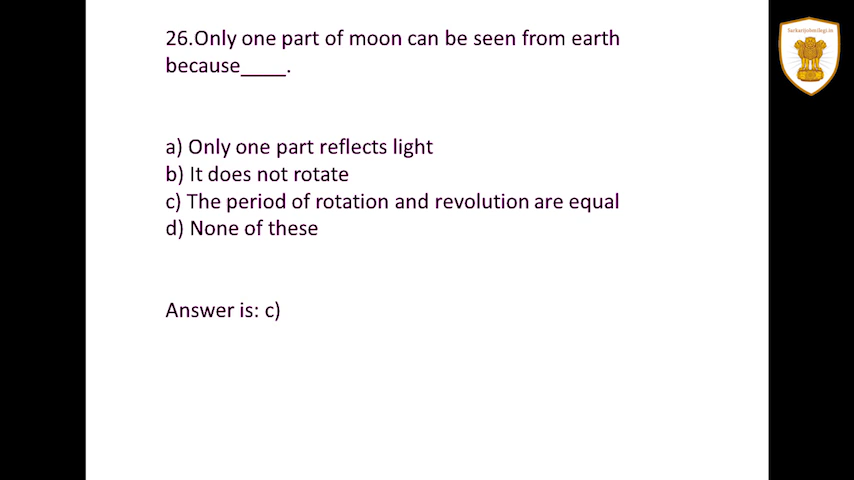 26.Only one part of moon can be seen from earth
because____.
a) Only one part reflects light
b) It does not rotate
c) The period of rotation and revolution are equal
d) None of these
Answer is: c)